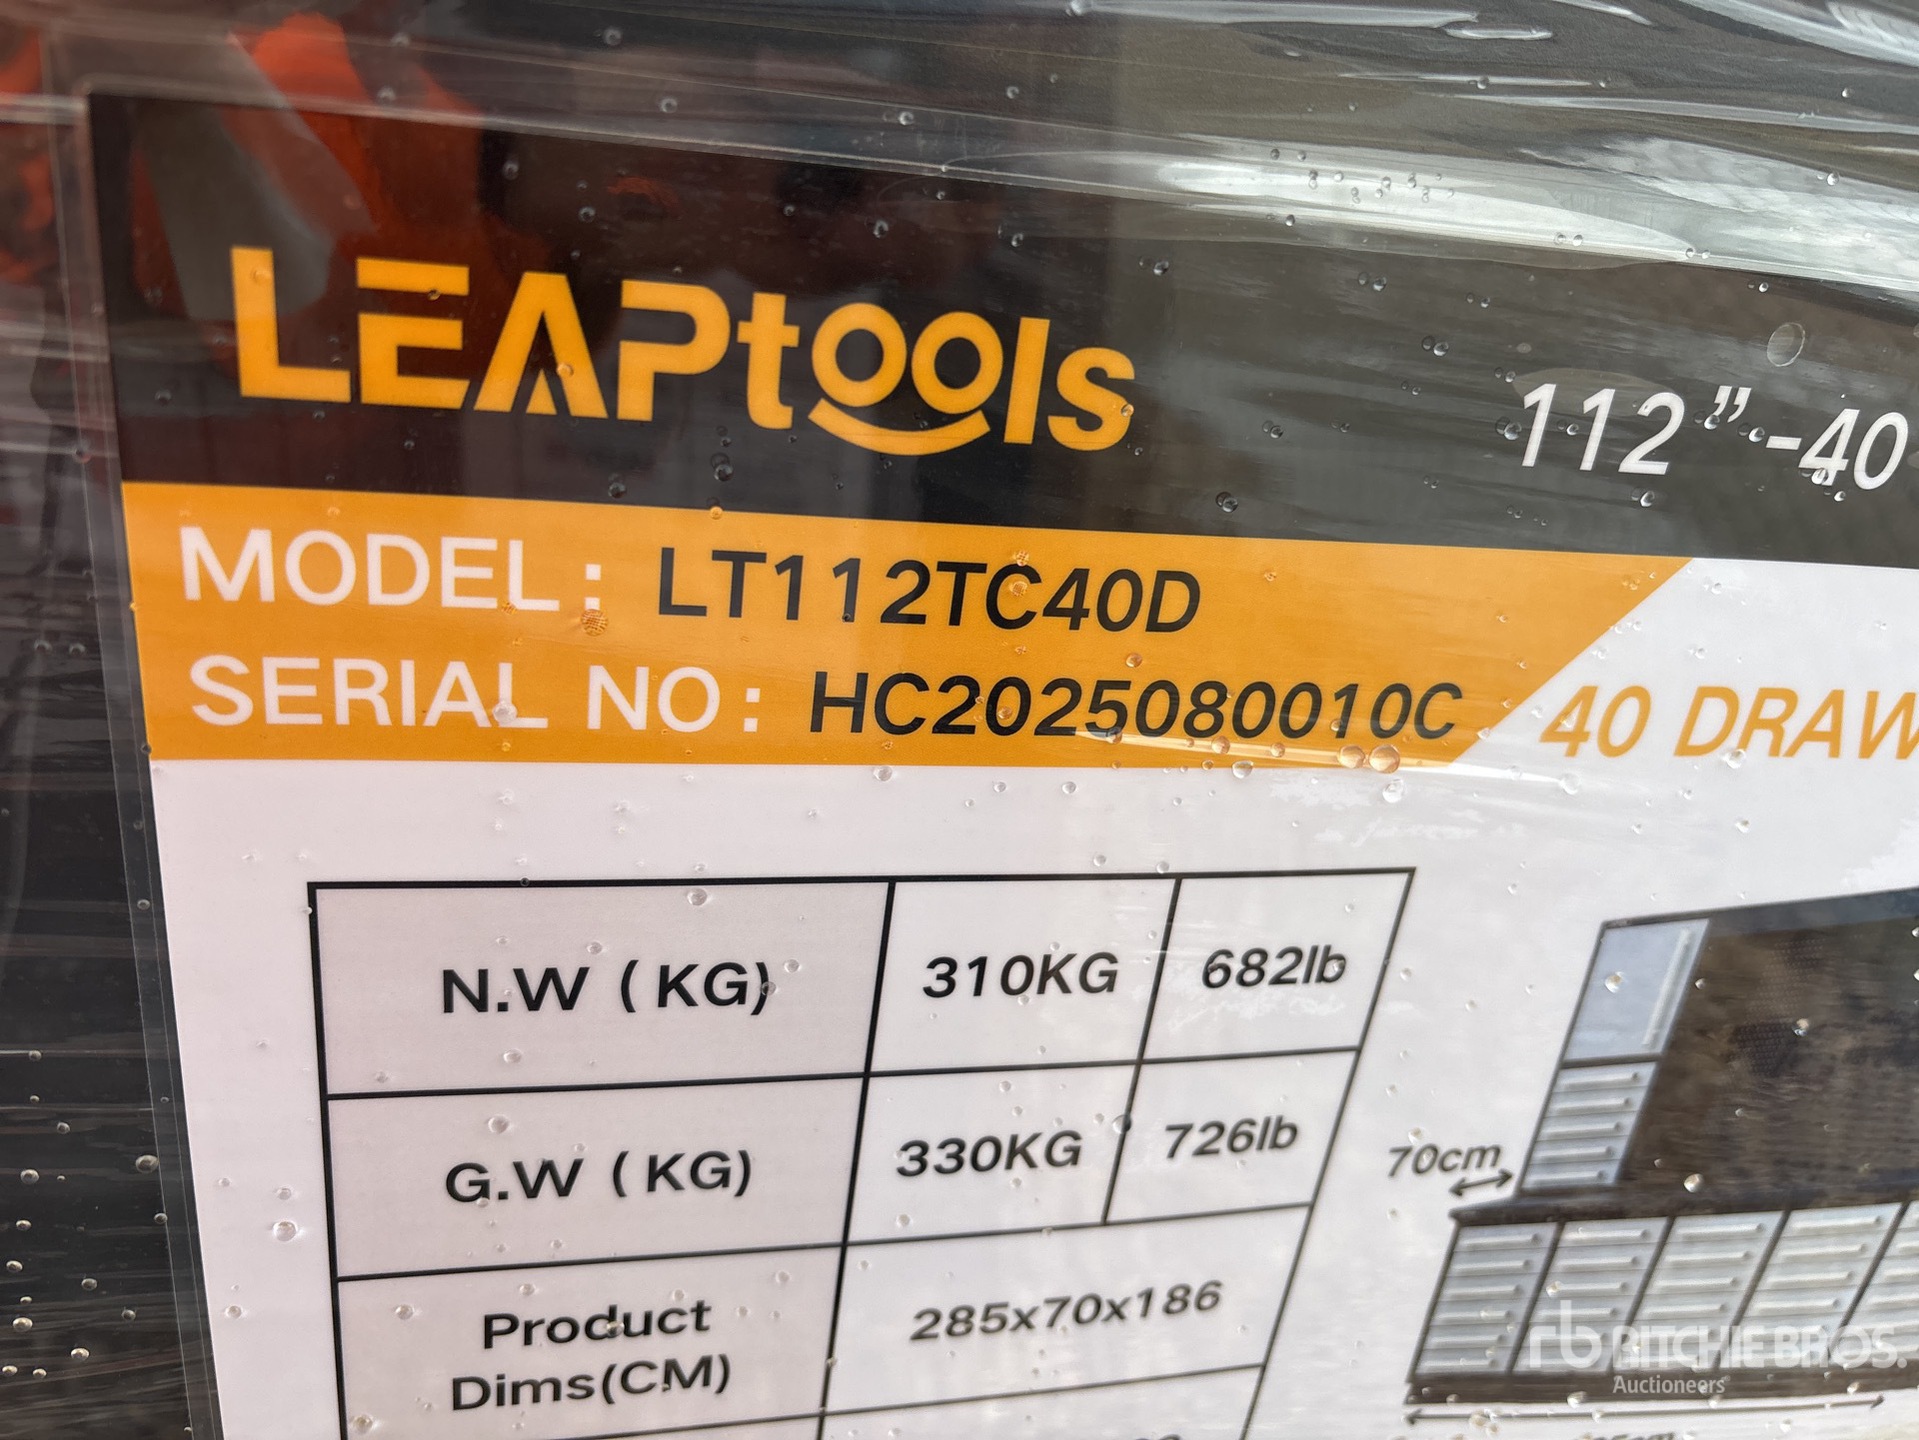 LEAPtools
112”-40
MODEL: LT112TC40D
SERIAL NO: HC2025080010C
40 DRAW
N.W (KG) 310KG 682lb
G.W (KG) 330KG 726lb
Product
Dims(CM)
285x70x186
70cm
rb RITCHIE BROS.
Auctioneers